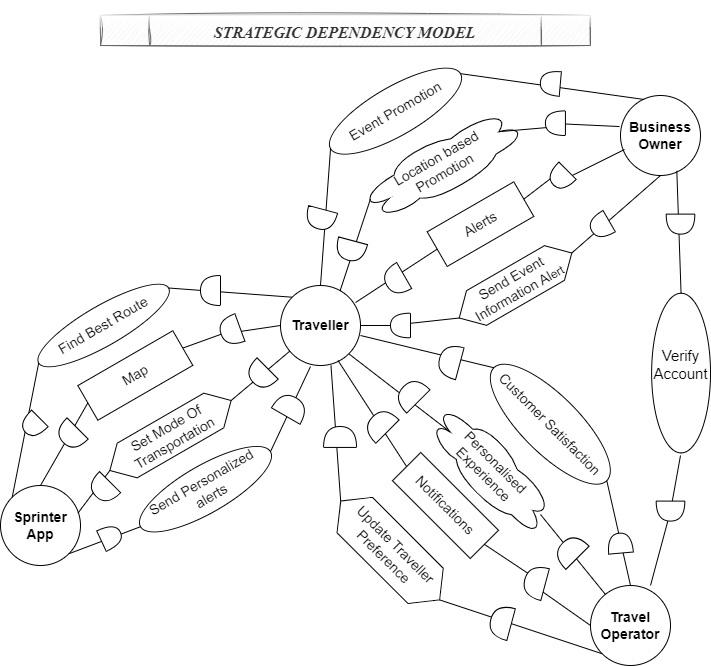 STRATEGIC DEPENDENCY MODEL
Event Promotion
Business
Owner
Location based
Promotion
Alerts
Send Event
Information Alert
Find Best Route
Traveller
Map
Verify
Account
Customer Satisfaction
Set Mode Of
Transportation
Personalised
Experience
Send Personalized
alerts
Notifications
Sprinter
App
Update Traveller
Preference
Travel
Operator